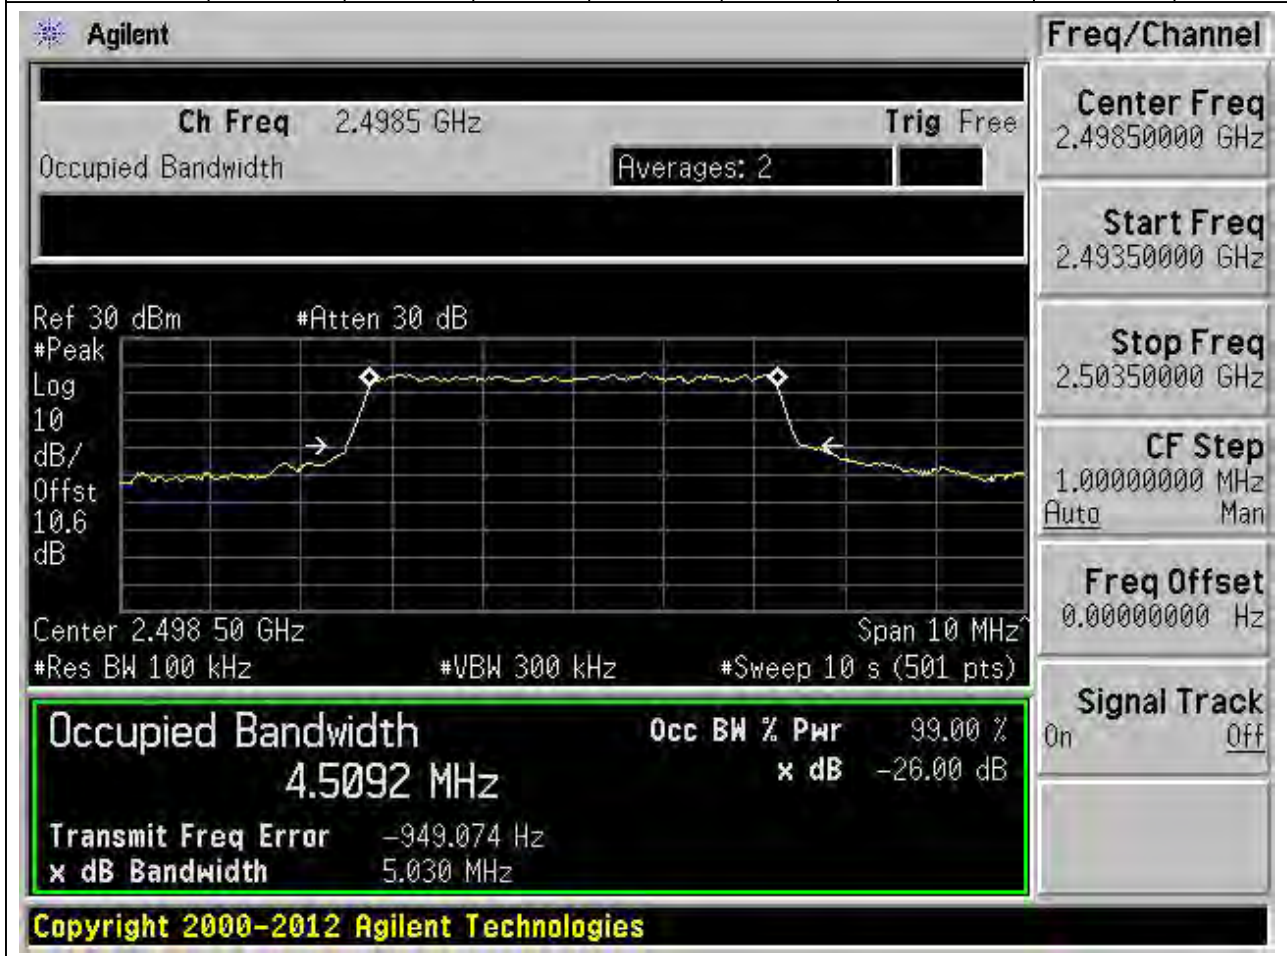 Agilent
Freq/Channel
Ch Freq 2.4985 GHz Trig Free
Occupied Bandwidth Averages: 2
Center Freq
2.49850000 GHz
Start Freq
2.49350000 GHz
Stop Freq
2.50350000 GHz
CF Step
1.00000000 MHz
Auto Man
Freq Offset
0.00000000 Hz
Signal Track
On Off
Ref 30 dBm #Atten 30 dB
#Peak
Log
10
dB/
Offst
10.6
dB
Center 2.498 50 GHz Span 10 MHz^
#Res BW 100 kHz #VBW 300 kHz #Sweep 10 s (501 pts)
Occupied Bandwidth Occ BW % Pwr 99.00 %
4.5092 MHz x dB -26.00 dB
Transmit Freq Error -949.074 Hz
x dB Bandwidth 5.030 MHz
Copyright 2000-2012 Agilent Technologies